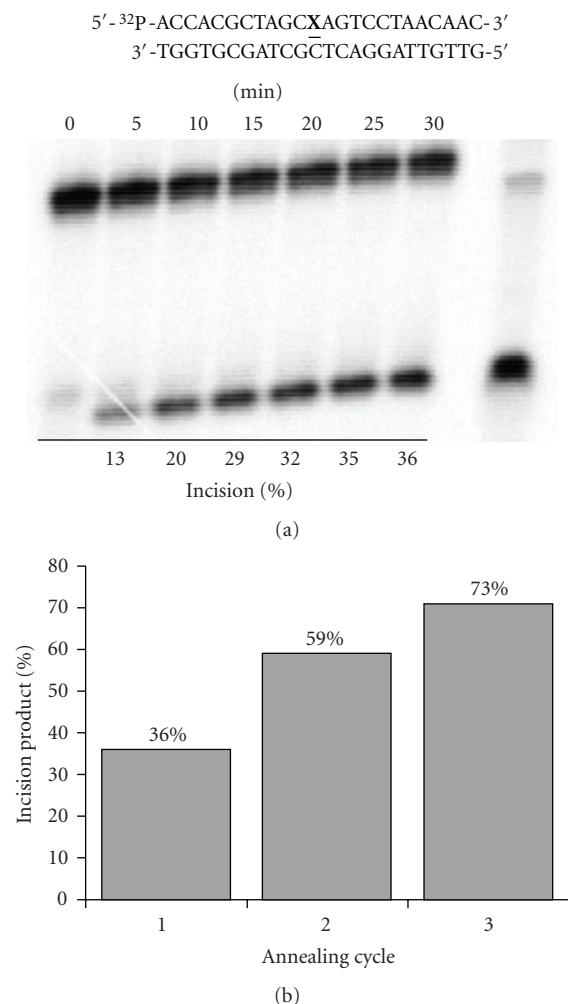 5′-³²P-ACCACGCTAGCXAGTCCTAACAAC-3′
3′-TGGTGCGATCGCTCAGGATTGTTG-5′
(min)
0 5 10 15 20 25 30
13 20 29 32 35 36
Incision (%)
(a)
Incision product (%)
80
70
60
50
40
30
20
10
0
36%
59%
73%
1 2 3
Annealing cycle
(b)